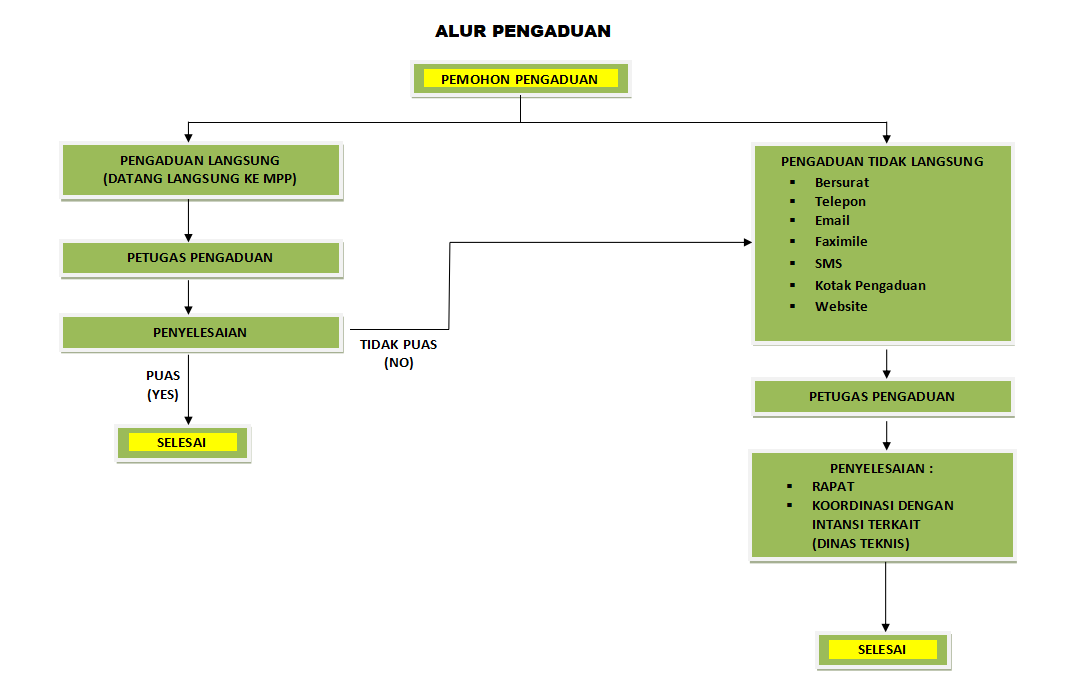 ALUR PENGADUAN
PEMOHON PENGADUAN
PENGADUAN LANGSUNG
(DATANG LANGSUNG KE MPP)
PETUGAS PENGADUAN
PENYELESAIAN
TIDAK PUAS
(NO)
PUAS
(YES)
SELESAI
PENGADUAN TIDAK LANGSUNG
▪ Bersurat
▪ Telepon
▪ Email
▪ Faximile
▪ SMS
▪ Kotak Pengaduan
▪ Website
PETUGAS PENGADUAN
PENYELESAIAN :
▪ RAPAT
▪ KOORDINASI DENGAN
INTANSI TERKAIT
(DINAS TEKNIS)
SELESAI